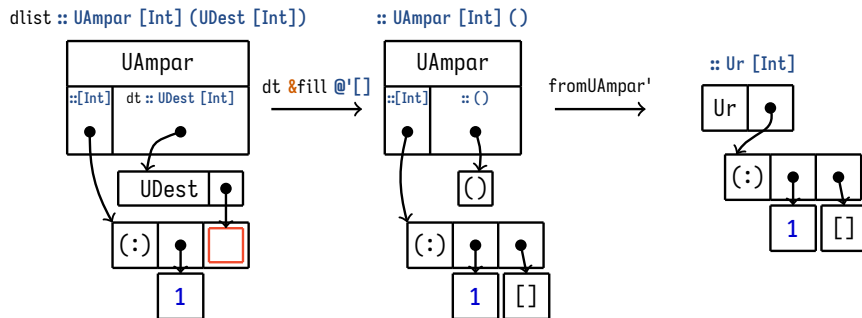 dlist :: UAmpar [Int] (UDest [Int])
UAmpar
::[Int] dt :: UDest [Int]
UDest
(:)
1
dt &fill @'[]
:: UAmpar [Int] ()
UAmpar
::[Int] :: ()
()
(:)
1 []
fromUAmpar'
:: Ur [Int]
Ur
(:)
1 []